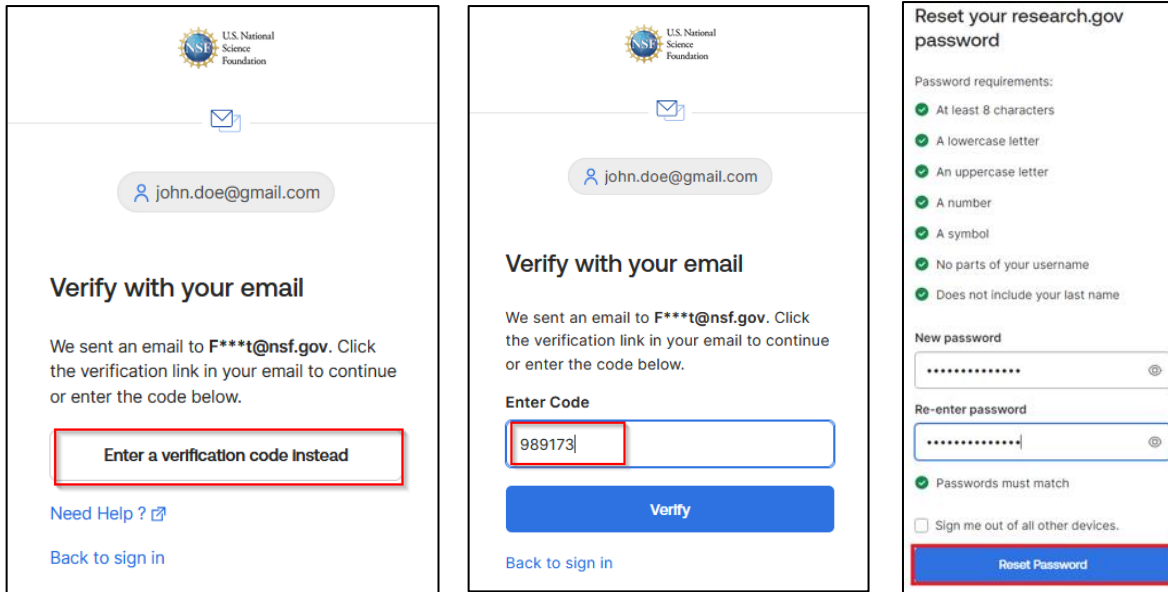 U.S. National
Science
Foundation
NSF
john.doe@gmail.com
Verify with your email
We sent an email to F***t@nsf.gov. Click
the verification link in your email to continue
or enter the code below.
Enter a verification code instead
Need Help ?
Back to sign in
U.S. National
Science
Foundation
NSF
john.doe@gmail.com
Verify with your email
We sent an email to F***t@nsf.gov. Click
the verification link in your email to continue
or enter the code below.
Enter Code
989173
Verify
Back to sign in
Reset your research.gov
password
Password requirements:
At least 8 characters
A lowercase letter
An uppercase letter
A number
A symbol
No parts of your username
Does not include your last name
New password
••••••••••••••
Re-enter password
••••••••••••••
Passwords must match
Sign me out of all other devices.
Reset Password